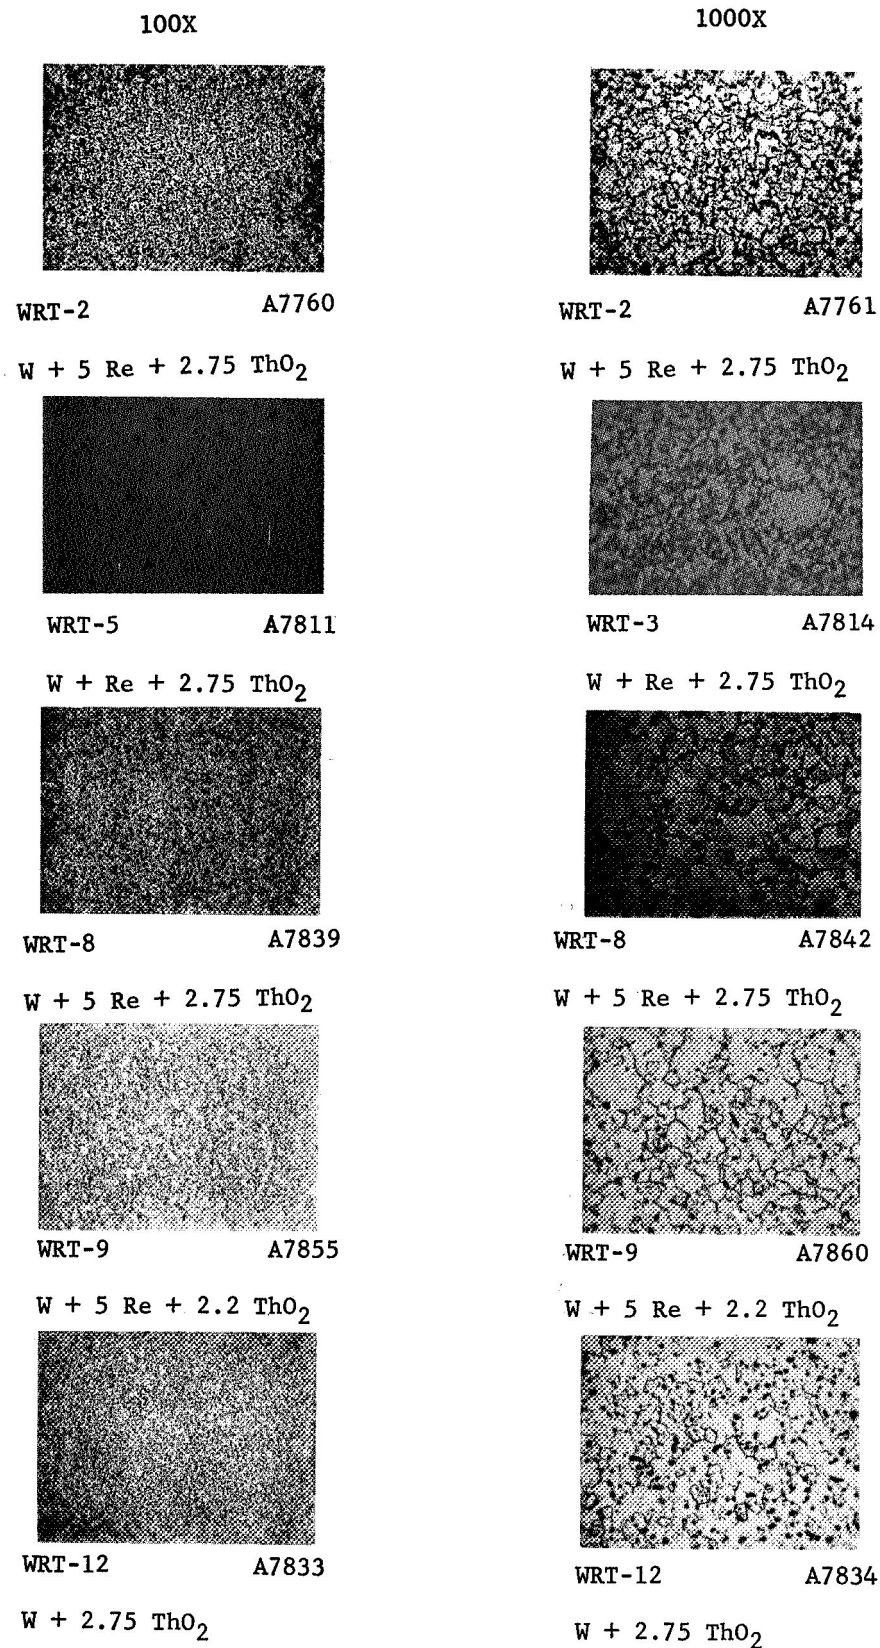 100X 1000X
WRT-2 A7760 WRT-2 A7761
W + 5 Re + 2.75 ThO2 W + 5 Re + 2.75 ThO2
WRT-5 A7811 WRT-3 A7814
W + Re + 2.75 ThO2 W + Re + 2.75 ThO2
WRT-8 A7839 WRT-8 A7842
W + 5 Re + 2.75 ThO2 W + 5 Re + 2.75 ThO2
WRT-9 A7855 WRT-9 A7860
W + 5 Re + 2.2 ThO2 W + 5 Re + 2.2 ThO2
WRT-12 A7833 WRT-12 A7834
W + 2.75 ThO2 W + 2.75 ThO2